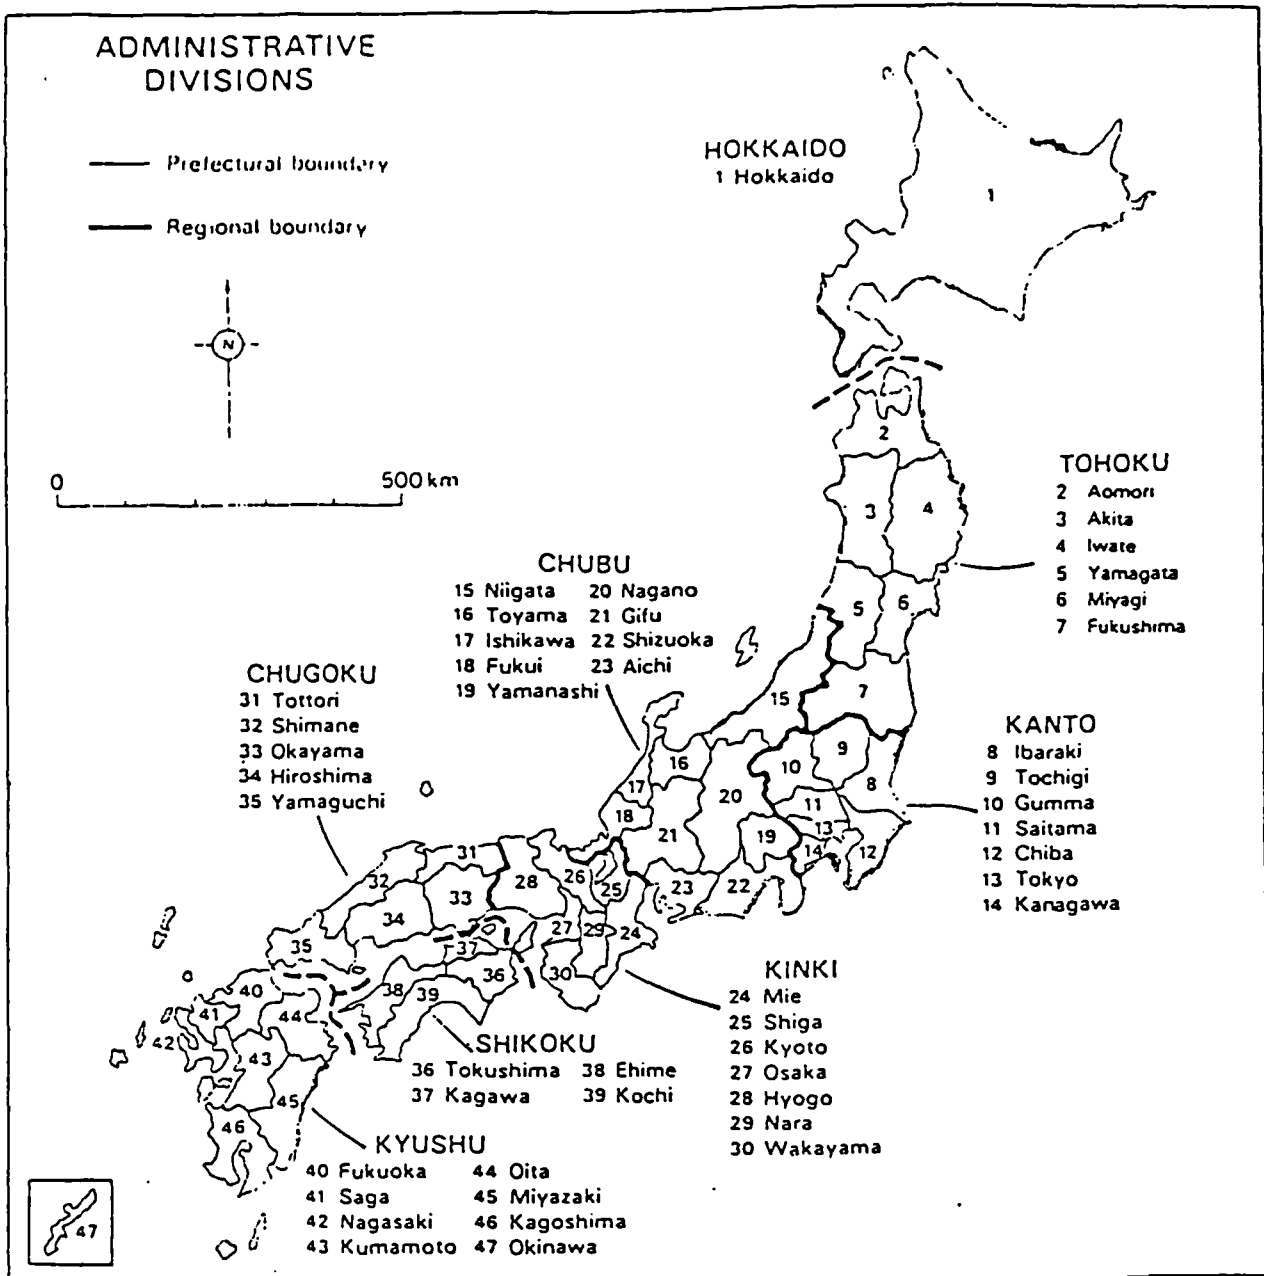 ADMINISTRATIVE
DIVISIONS
Prefectural boundary
Regional boundary
N
0 500 km
HOKKAIDO
1 Hokkaido
1
TOHOKU
2 Aomori
3 Akita
4 Iwate
5 Yamagata
6 Miyagi
7 Fukushima
2
3
4
5
6
7
CHUBU
15 Niigata 20 Nagano
16 Toyama 21 Gifu
17 Ishikawa 22 Shizuoka
18 Fukui 23 Aichi
19 Yamanashi
15
16
17
18
19
20
21
22
23
KANTO
8 Ibaraki
9 Tochigi
10 Gumma
11 Saitama
12 Chiba
13 Tokyo
14 Kanagawa
8
9
10
11
12
13
14
CHUGOKU
31 Tottori
32 Shimane
33 Okayama
34 Hiroshima
35 Yamaguchi
31
32
33
34
35
KINKI
24 Mie
25 Shiga
26 Kyoto
27 Osaka
28 Hyogo
29 Nara
30 Wakayama
24
25
26
27
28
29
30
SHIKOKU
36 Tokushima 38 Ehime
37 Kagawa 39 Kochi
36
37
38
39
KYUSHU
40 Fukuoka 44 Oita
41 Saga 45 Miyazaki
42 Nagasaki 46 Kagoshima
43 Kumamoto 47 Okinawa
40
41
42
43
44
45
46
47